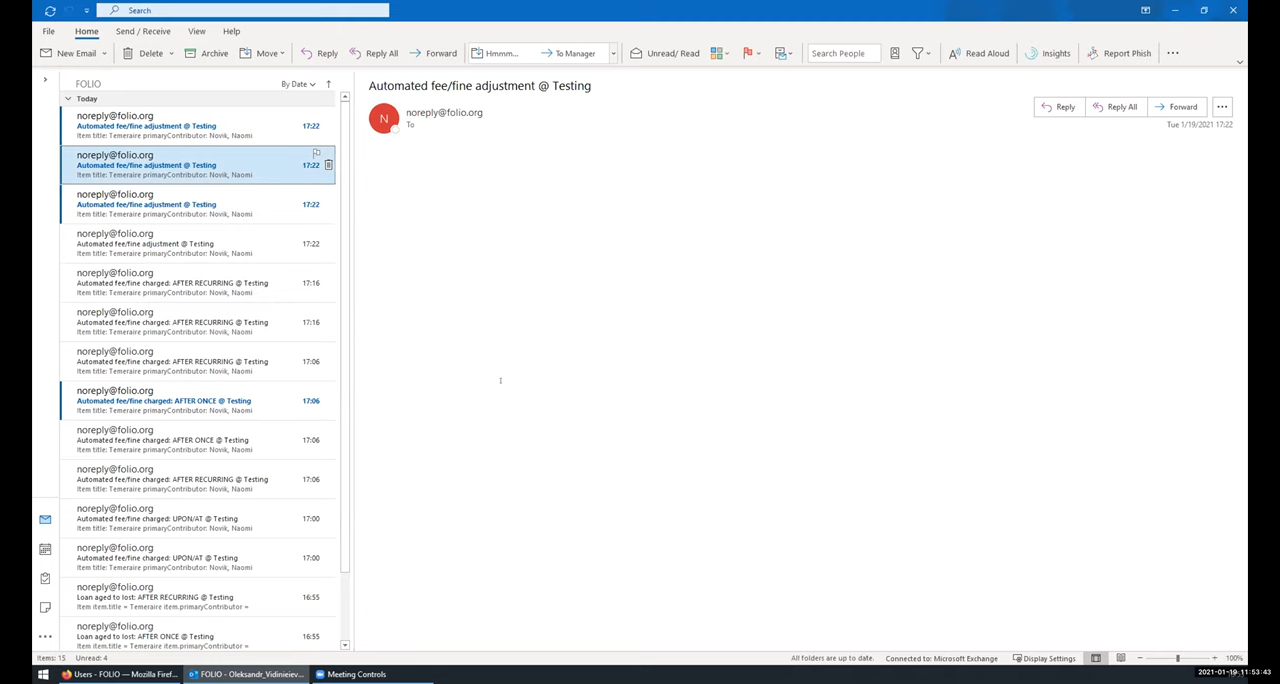 Search
File Home Send / Receive View Help
New Email Delete Archive Move Reply Reply All Forward Hmmm... To Manager Unread/ Read Search People Read Aloud Insights Report Phish
FOLIO By Date
Today
noreply@folio.org
Automated fee/fine adjustment @ Testing 17:22
Item title: Temeraire primaryContributor: Novik, Naomi
noreply@folio.org
Automated fee/fine adjustment @ Testing 17:22
Item title: Temeraire primaryContributor: Novik, Naomi
noreply@folio.org
Automated fee/fine adjustment @ Testing 17:22
Item title: Temeraire primaryContributor: Novik, Naomi
noreply@folio.org
Automated fee/fine adjustment @ Testing 17:22
Item title: Temeraire primaryContributor: Novik, Naomi
noreply@folio.org
Automated fee/fine charged: AFTER RECURRING @ Testing 17:16
Item title: Temeraire primaryContributor: Novik, Naomi
noreply@folio.org
Automated fee/fine charged: AFTER RECURRING @ Testing 17:16
Item title: Temeraire primaryContributor: Novik, Naomi
noreply@folio.org
Automated fee/fine charged: AFTER RECURRING @ Testing 17:06
Item title: Temeraire primaryContributor: Novik, Naomi
noreply@folio.org
Automated fee/fine charged: AFTER ONCE @ Testing 17:06
Item title: Temeraire primaryContributor: Novik, Naomi
noreply@folio.org
Automated fee/fine charged: AFTER ONCE @ Testing 17:06
Item title: Temeraire primaryContributor: Novik, Naomi
noreply@folio.org
Automated fee/fine charged: AFTER RECURRING @ Testing 17:06
Item title: Temeraire primaryContributor: Novik, Naomi
noreply@folio.org
Automated fee/fine charged: UPON/AT @ Testing 17:00
Item title: Temeraire primaryContributor: Novik, Naomi
noreply@folio.org
Automated fee/fine charged: UPON/AT @ Testing 17:00
Item title: Temeraire primaryContributor: Novik, Naomi
noreply@folio.org
Loan aged to lost: AFTER RECURRING @ Testing 16:55
Item item.title = Temeraire item.primaryContributor =
noreply@folio.org
Loan aged to lost: AFTER ONCE @ Testing 16:55
Item item.title = Temeraire item.primaryContributor =
Automated fee/fine adjustment @ Testing
N
noreply@folio.org
To
Reply Reply All Forward
Tue 1/19/2021 17:22
Items: 15 Unread: 4 All folders are up to date. Connected to: Microsoft Exchange Display Settings 100%
Users - FOLIO — Mozilla Firef... FOLIO - Oleksandr_Vidinieiev... Meeting Controls
2021-01-19 11:53:43